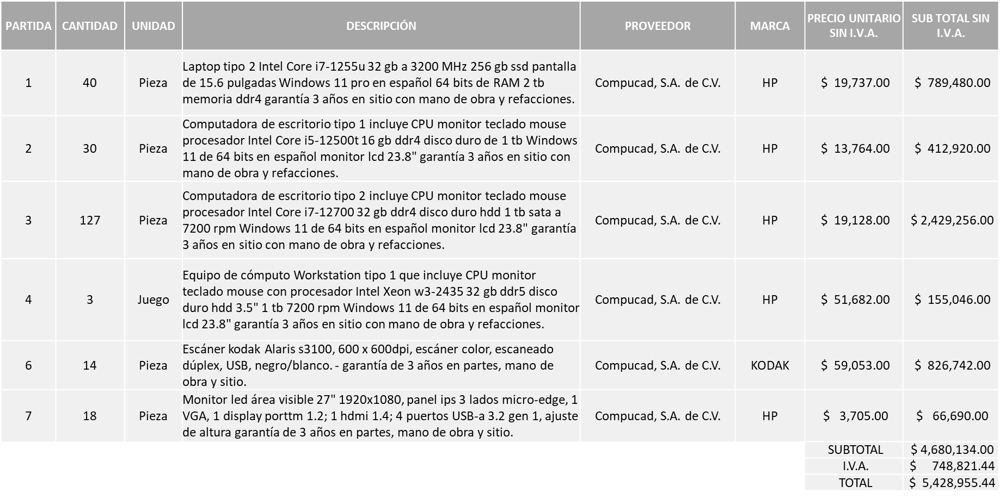 PARTIDA CANTIDAD UNIDAD DESCRIPCIÓN PROVEEDOR MARCA PRECIO UNITARIO SIN I.V.A. SUB TOTAL SIN I.V.A.
1 40 Pieza
Laptop tipo 2 Intel Core i7-1255u 32 gb a 3200 MHz 256 gb ssd pantalla
de 15.6 pulgadas Windows 11 pro en español 64 bits de RAM 2 tb
memoria ddr4 garantía 3 años en sitio con mano de obra y refacciones.
Compucad, S.A. de C.V. HP $ 19,737.00 $ 789,480.00
2 30 Pieza
Computadora de escritorio tipo 1 incluye CPU monitor teclado mouse
procesador Intel Core i5-12500t 16 gb ddr4 disco duro de 1 tb Windows
11 de 64 bits en español monitor lcd 23.8" garantía 3 años en sitio con
mano de obra y refacciones.
Compucad, S.A. de C.V. HP $ 13,764.00 $ 412,920.00
3 127 Pieza
Computadora de escritorio tipo 2 incluye CPU monitor teclado mouse
procesador Intel Core i7-12700 32 gb ddr4 disco duro hdd 1 tb sata a
7200 rpm Windows 11 de 64 bits en español monitor lcd 23.8" garantía
3 años en sitio con mano de obra y refacciones.
Compucad, S.A. de C.V. HP $ 19,128.00 $ 2,429,256.00
4 3 Juego
Equipo de cómputo Workstation tipo 1 que incluye CPU monitor
teclado mouse con procesador Intel Xeon w3-2435 32 gb ddr5 disco
duro hdd 3.5" 1 tb 7200 rpm Windows 11 de 64 bits en español monitor
lcd 23.8" garantía 3 años en sitio con mano de obra y refacciones.
Compucad, S.A. de C.V. HP $ 51,682.00 $ 155,046.00
6 14 Pieza
Escáner kodak Alaris s3100, 600 x 600dpi, escáner color, escaneado
dúplex, USB, negro/blanco. - garantía de 3 años en partes, mano de
obra y sitio.
Compucad, S.A. de C.V. KODAK $ 59,053.00 $ 826,742.00
7 18 Pieza
Monitor led área visible 27" 1920x1080, panel ips 3 lados micro-edge, 1
VGA, 1 display porttm 1.2; 1 hdmi 1.4; 4 puertos USB-a 3.2 gen 1, ajuste
de altura garantía de 3 años en partes, mano de obra y sitio.
Compucad, S.A. de C.V. HP $ 3,705.00 $ 66,690.00
SUBTOTAL $ 4,680,134.00
I.V.A. $ 748,821.44
TOTAL $ 5,428,955.44